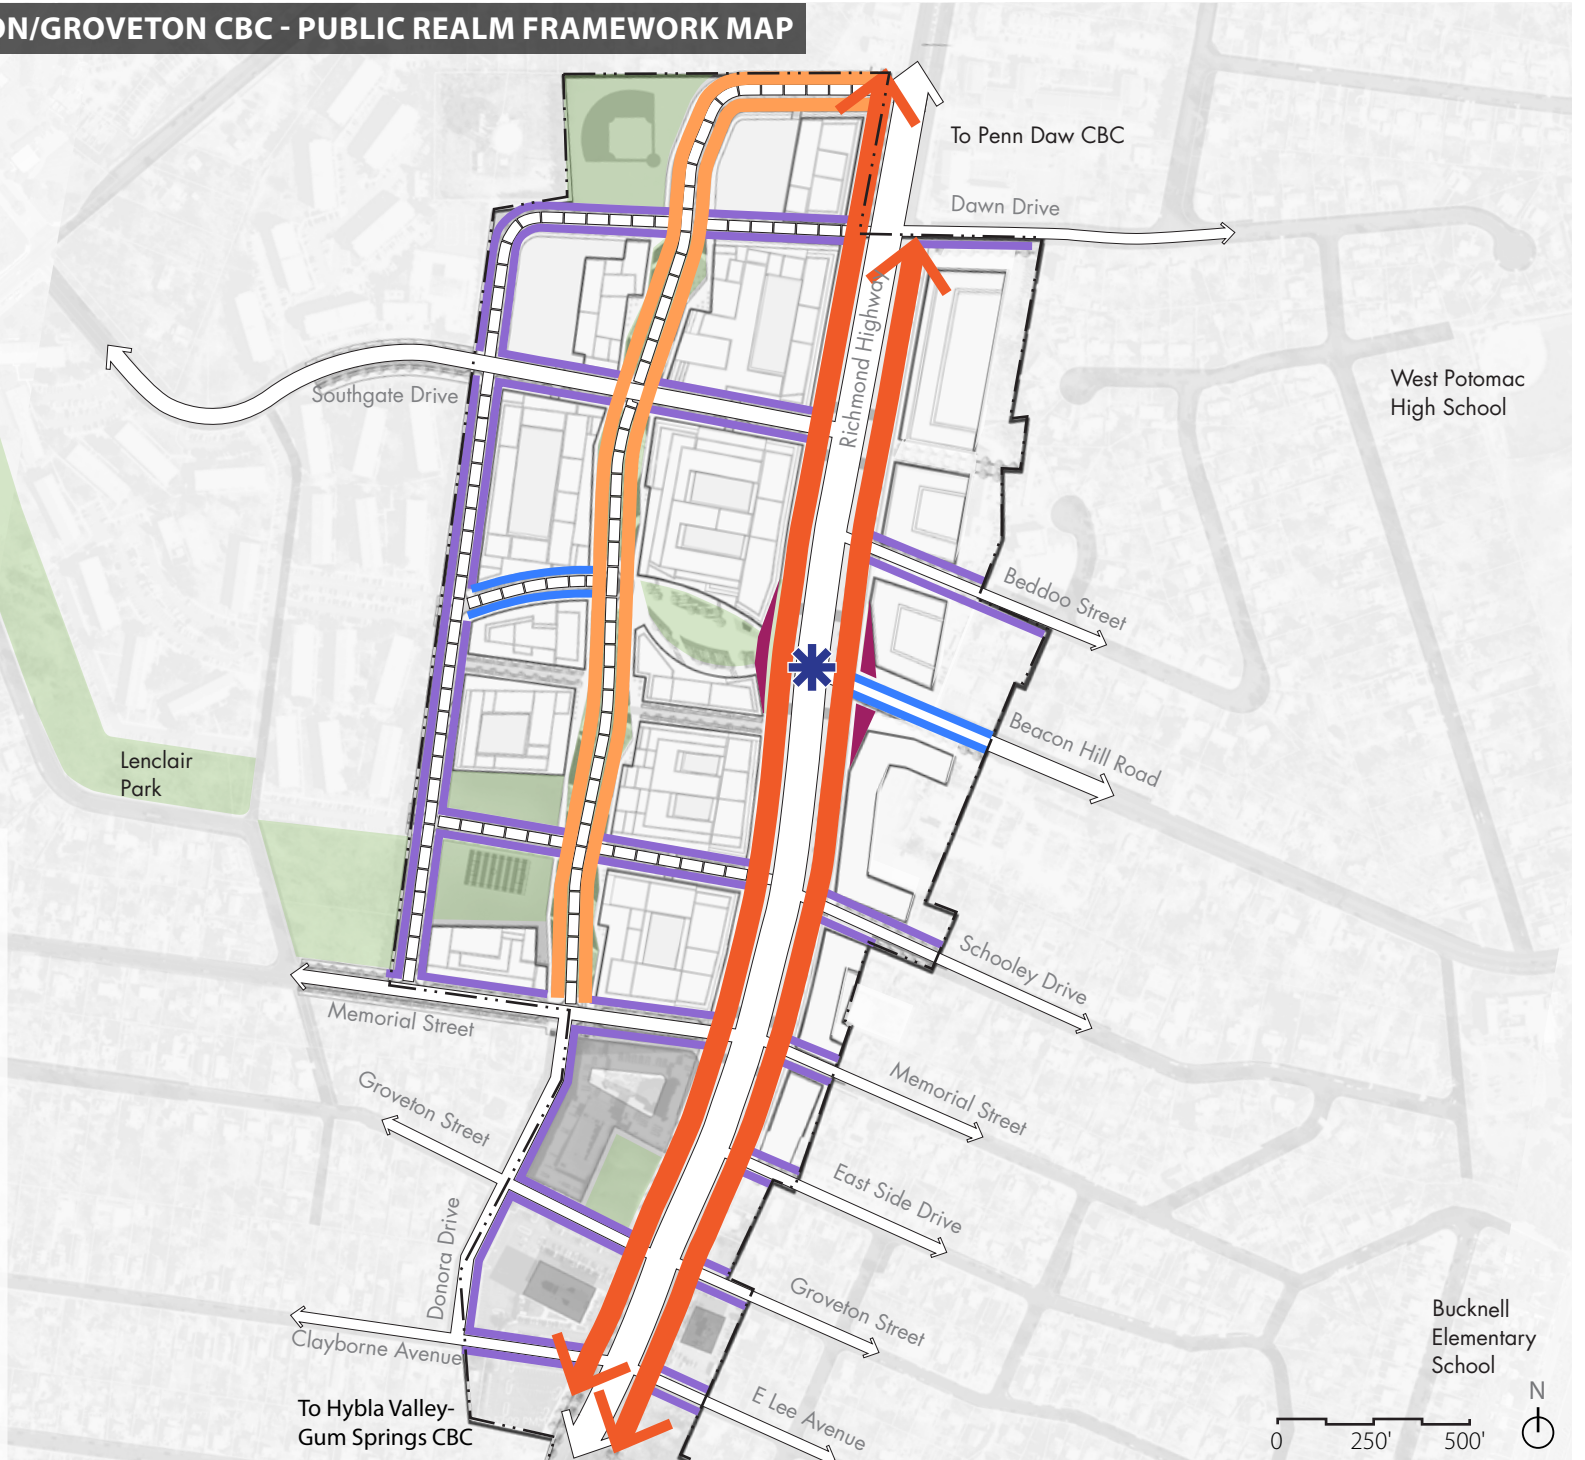 ON/GROVETON CBC - PUBLIC REALM FRAMEWORK MAP
To Penn Daw CBC
Dawn Drive
Richmond Highway
West Potomac
High School
Southgate Drive
Beddoo Street
Beacon Hill Road
Lenclair
Park
Schooley Drive
Memorial Street
Memorial Street
Groveton Street
East Side Drive
Donora Drive
Groveton Street
Clayborne Avenue
Bucknell
Elementary
School
E Lee Avenue
To Hybla Valley-
Gum Springs CBC
N
0 250' 500'